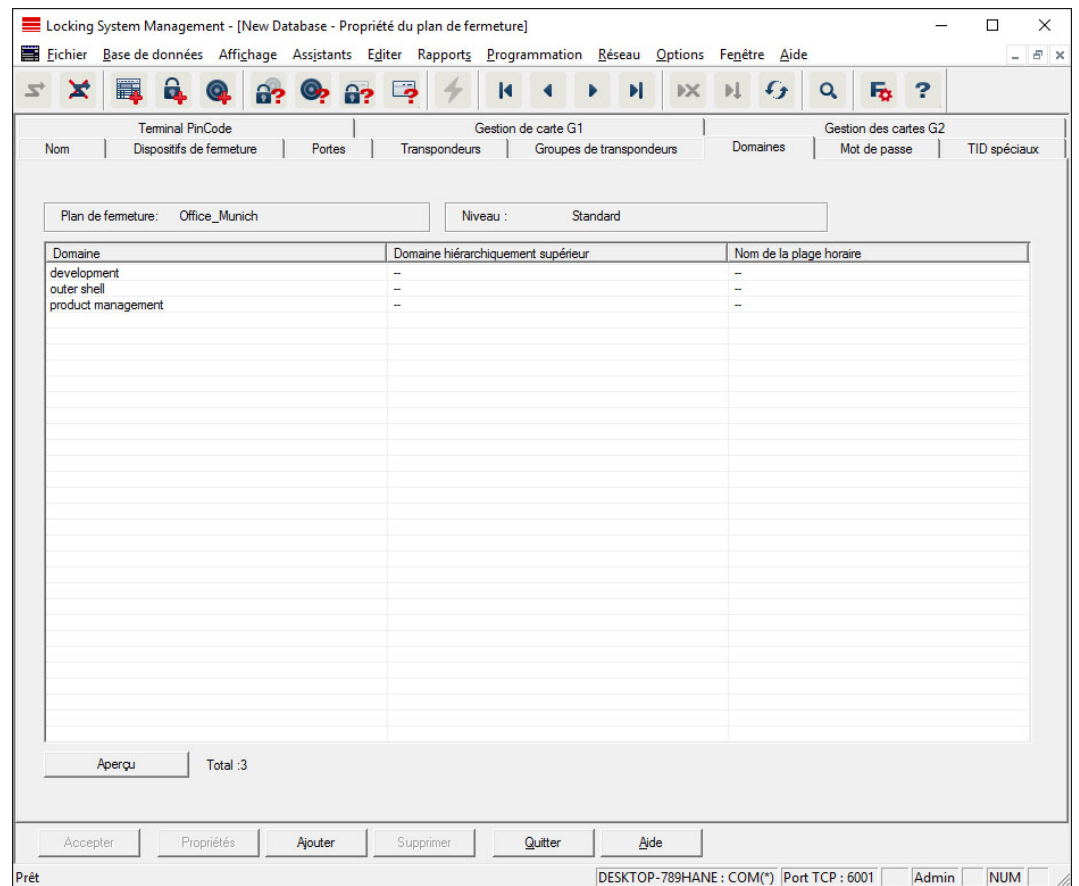 Locking System Management - [New Database - Propriété du plan de fermeture]
Fichier Base de données Affichage Assistants Editer Rapports Programmation Réseau Options Fenêtre Aide
Terminal PinCode Gestion de carte G1 Gestion des cartes G2
Nom Dispositifs de fermeture Portes Transpondeurs Groupes de transpondeurs Domaines Mot de passe TID spéciaux
Plan de fermeture: Office_Munich Niveau : Standard
Domaine Domaine hiérarchiquement supérieur Nom de la plage horaire
development -- --
outer shell -- --
product management -- --
Aperçu Total :3
Accepter Propriétés Ajouter Supprimer Quitter Aide
Prêt DESKTOP-789HANE : COM(*) Port TCP : 6001 Admin NUM